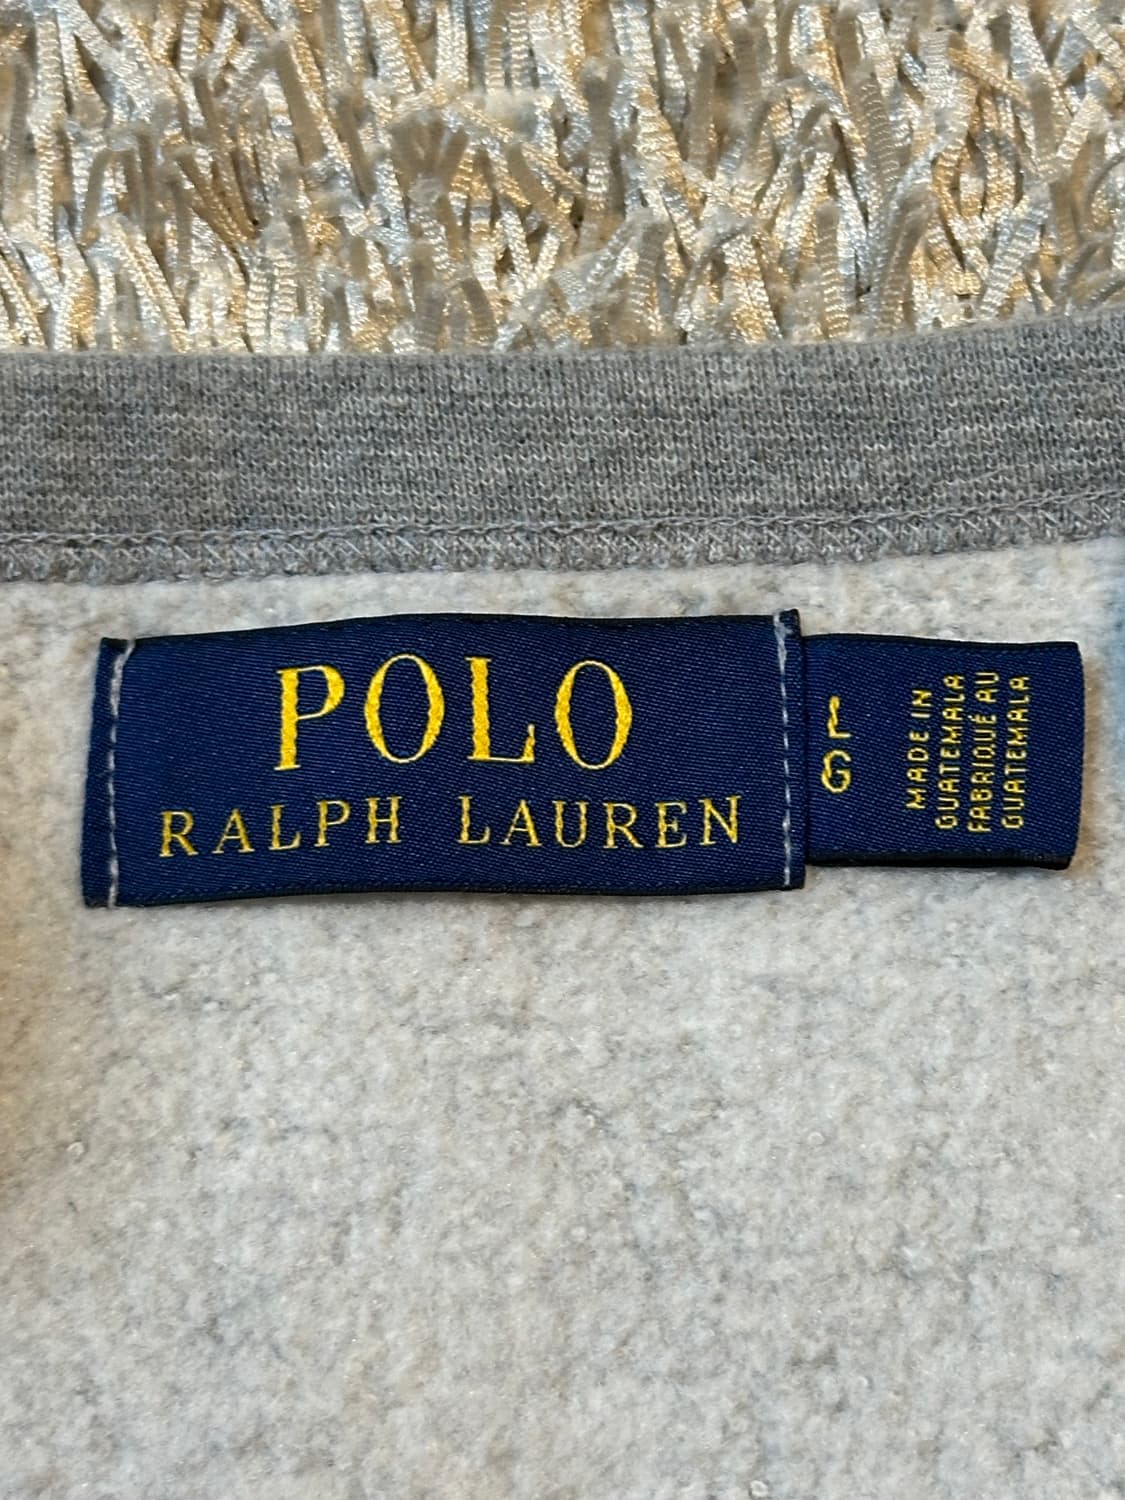 POLO
RALPH LAUREN
L
G
MADE IN
GUATEMALA
FABRIQUÉ AU
GUATEMALA